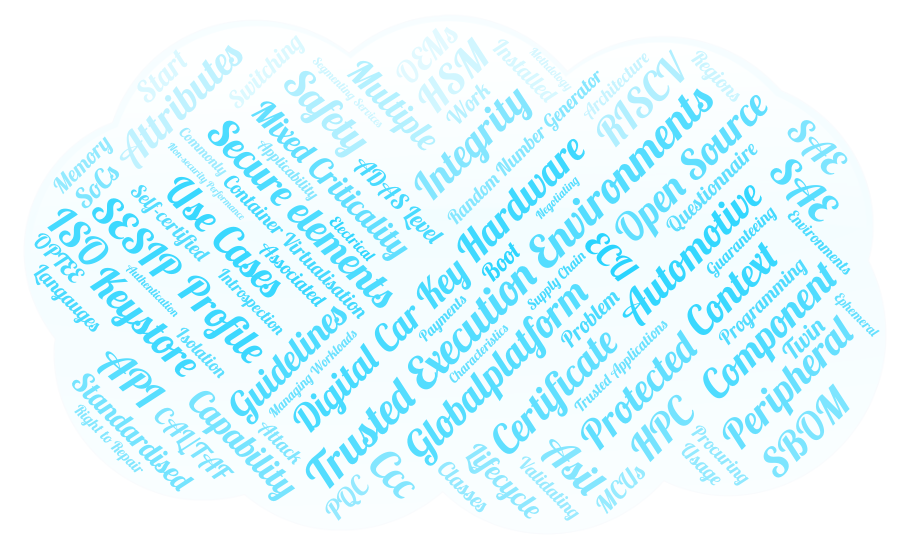 Start
Attributes
Switching
Segmenting Services
Multiple
OEMs
HSM
Work
Installed
Methodology
Safety
Mixed Criticality
Integrity
Random Number Generator
Architecture
RISCV
Regions
Memory
SoCs
Commonly
Non-security Performance
Secure elements
Applicability
ADAS Level
Hardware
Negotiating
Open Source
Questionnaire
SAE
SAE
Environments
Self-certified
Use Cases
Container Virtualisation
Electrical
Associated
Introspection
SESIP Profile
ISO Keystore
OPTEE
Langauges
Authentication
Isolation
Digital Car Key
Boot
Payments
Supply Chain
ECU
Trusted Execution Environments
Characteristics
Globalplatform
Problem
Automotive
Guaranteeing
Guidelines
Managing Workloads
Certificate
Trusted Applications
Protected Context
Programming
Component
Twin
Ephemeral
Peripheral
API
Standardised
Right to Repair
CAL/TAF
Capability
Attack
PQC
Ccc
Classes
Lifecycle
Validating
Asil
MCUs
HPC
Procuring
Usage
SBOM